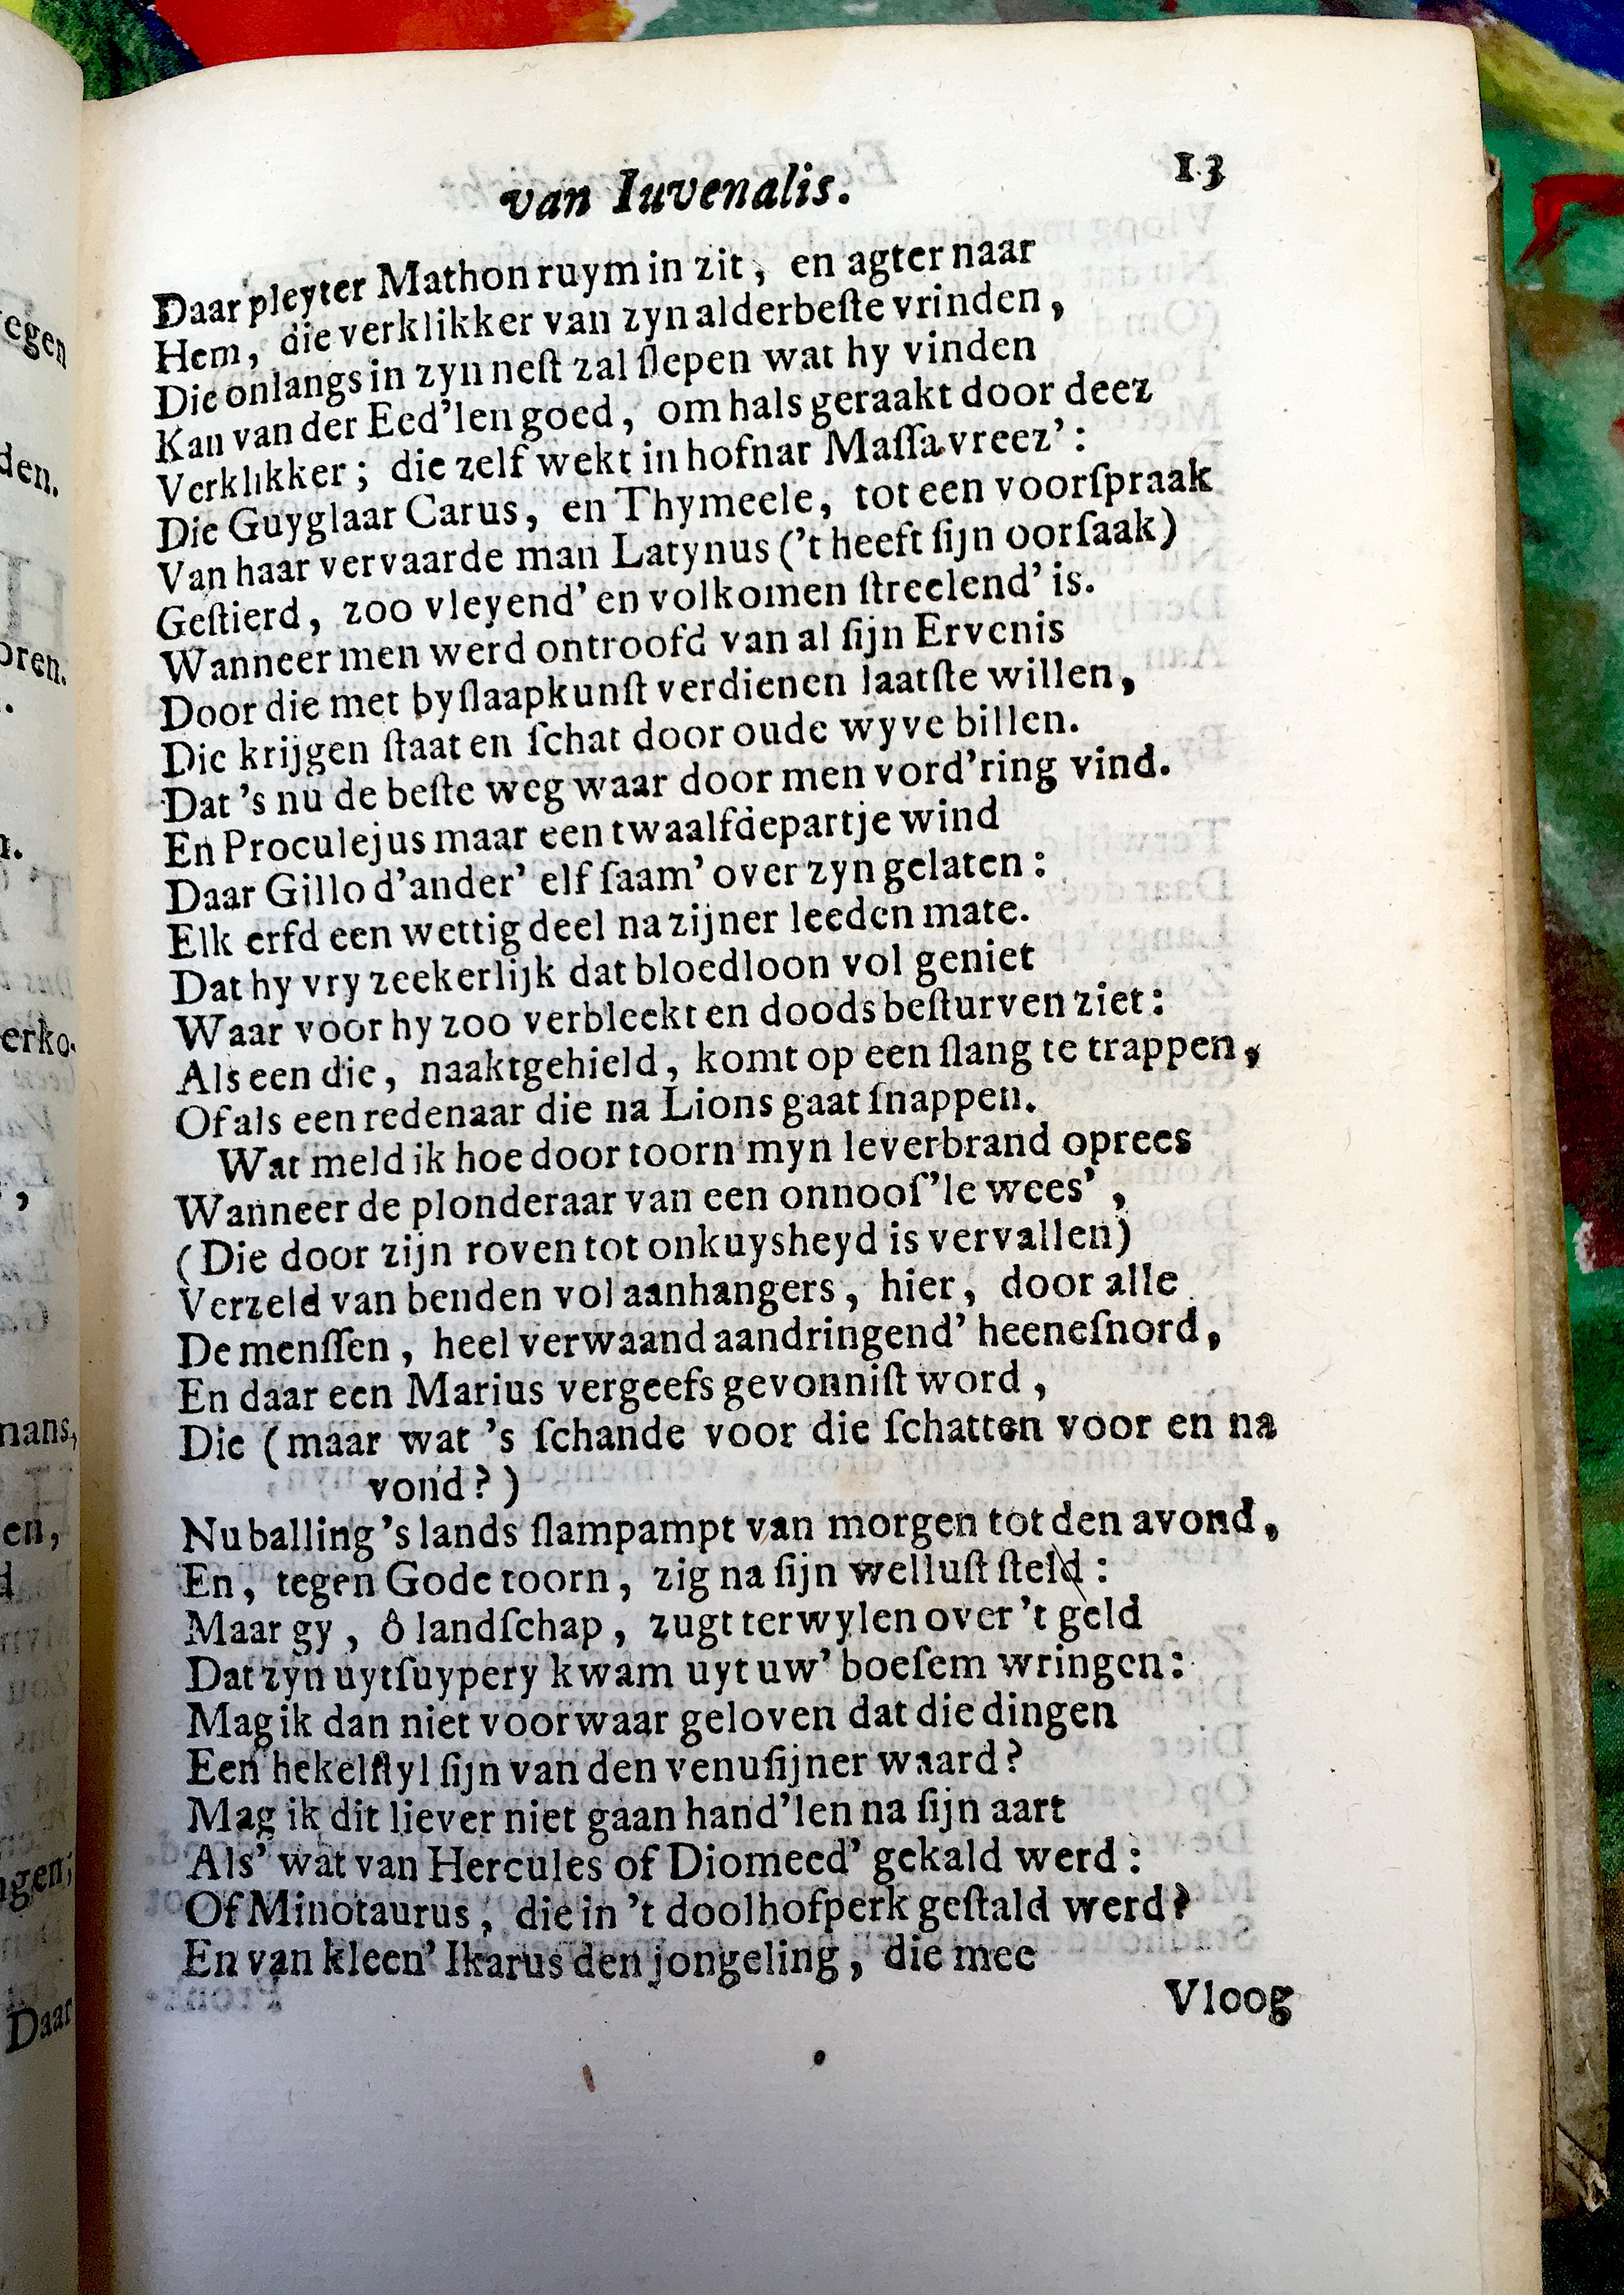 van Iuvenalis.
13
Daar pleyter Mathon ruym in zit, en agter naar
Hem, die verklikker van zyn alderbeſte vrinden,
Die onlangs in zyn neſt zal ſlepen wat hy vinden
Kan van der Eed'len goed, om hals geraakt door deez
Verklikker; die zelf wekt in hofnar Maſſa vreez':
Die Guyglaar Carus, en Thymeele, tot een voorſpraak
Van haar vervaarde man Latynus ('t heeft ſijn oorſaak)
Geſtierd, zoo vleyend' en volkomen ſtreelend' is.
Wanneer men werd ontroofd van al ſijn Ervenis
Door die met byſlaapkunſt verdienen laatſte willen,
Die krijgen ſtaat en ſchat door oude wyve billen.
Dat 's nu de beſte weg waar door men vord'ring vind.
En Proculejus maar een twaalfdepartje wind
Daar Gillo d'ander' elf ſaam' over zyn gelaten:
Elk erfd een wettig deel na zijner leeden mate.
Dat hy vry zeekerlijk dat bloedloon vol geniet
Waar voor hy zoo verbleekt en doods beſturven ziet:
Als een die, naaktgehield, komt op een ſlang te trappen,
Of als een redenaar die na Lions gaat ſnappen.
Wat meld ik hoe door toorn myn leverbrand oprees
Wanneer de plonderaar van een onnooſ'le wees',
(Die door zijn roven tot onkuysheyd is vervallen)
Verzeld van benden vol aanhangers, hier, door alle
De menſſen, heel verwaand aandringend' heeneſnord,
En daar een Marius vergeefs gevonniſt word,
Die (maar wat 's ſchande voor die ſchatten voor en na
vond?)
Nu balling 's lands ſlampampt van morgen tot den avond,
En, tegen Gode toorn, zig na ſijn welluſt ſteld:
Maar gy, ô landſchap, zugt terwylen over 't geld
Dat zyn uytſuypery kwam uyt uw' boeſem wringen:
Mag ik dan niet voorwaar geloven dat die dingen
Een hekelſtyl ſijn van den venuſijner waard?
Mag ik dit liever niet gaan hand'len na ſijn aart
Als' wat van Hercules of Diomeed' gekald werd:
Of Minotaurus, die in 't doolhofperk geſtald werd?
En van kleen' Ikarus den jongeling, die mee
Vloog
egen
den.
oren.
erko-
nans,
en,
ngen;
Daar